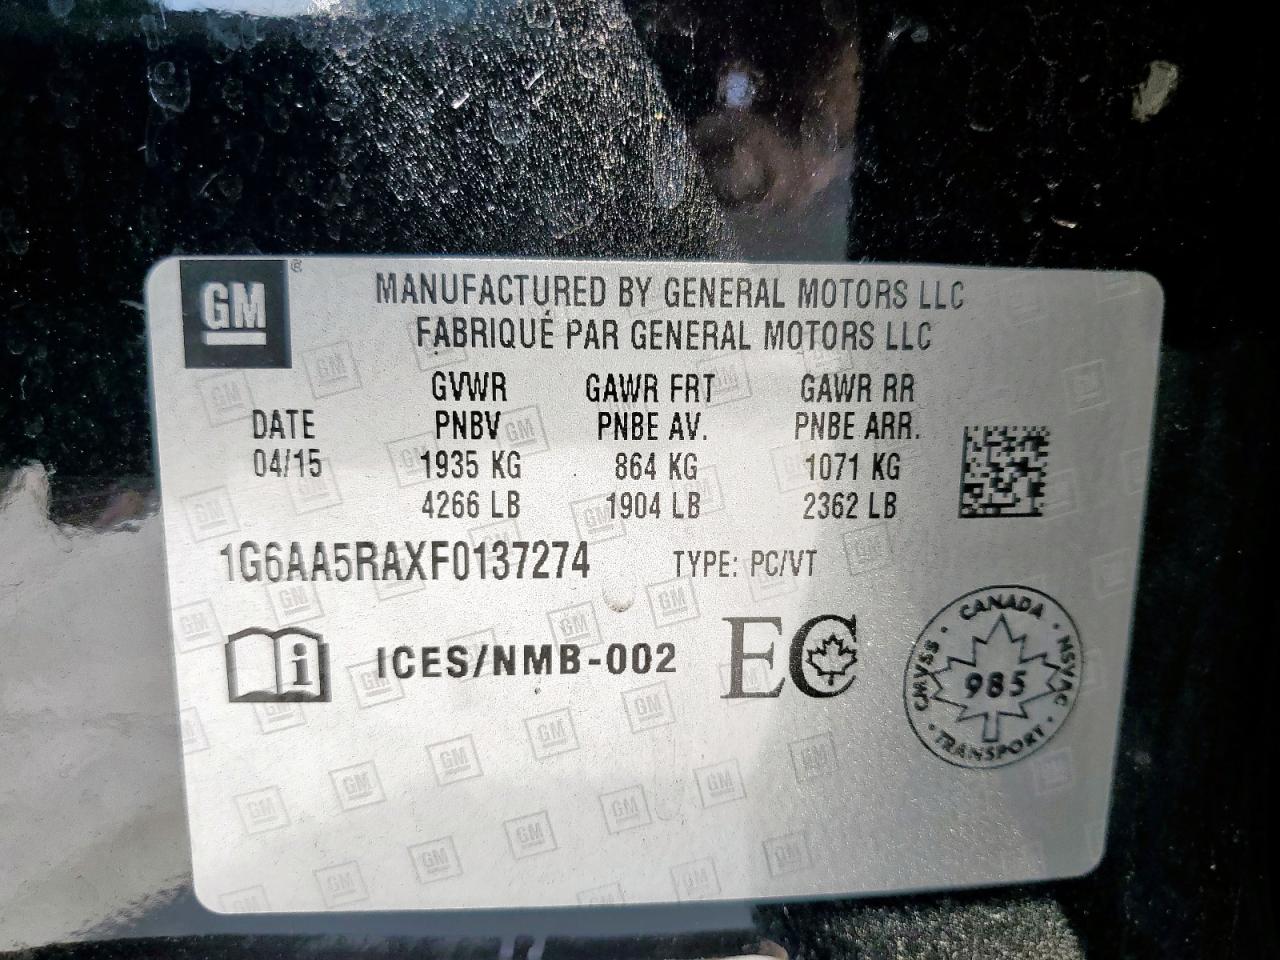 GM
MANUFACTURED BY GENERAL MOTORS LLC
FABRIQUÉ PAR GENERAL MOTORS LLC
GVWR GAWR FRT GAWR RR
DATE PNBV PNBE AV. PNBE ARR.
04/15 1935 KG 864 KG 1071 KG
4266 LB 1904 LB 2362 LB
1G6AA5RAXF0137274 TYPE: PC/VT
i ICES/NMB-002 EC
CANADA
CMVSS · NSVAC
985
TRANSPORT